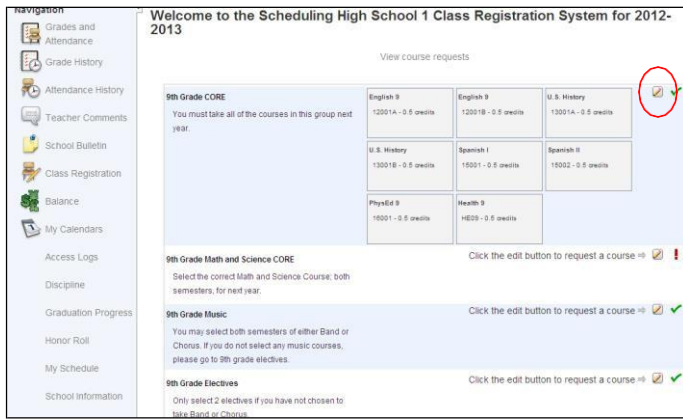 Navigation
Grades and
Attendance
Grade History
Attendance History
Teacher Comments
School Bulletin
Class Registration
Balance
My Calendars
Access Logs
Discipline
Graduation Progress
Honor Roll
My Schedule
School Information
Welcome to the Scheduling High School 1 Class Registration System for 2012-
2013
View course requests
9th Grade CORE
You must take all of the courses in this group next
year.
English 9
12001A - 0.5 credits
English 9
12001B - 0.5 credits
U.S. History
13001A - 0.5 credits
U.S. History
13001B - 0.5 credits
Spanish I
15001 - 0.5 credits
Spanish II
15002 - 0.5 credits
PhysEd 9
16001 - 0.5 credits
Health 9
HE09 - 0.5 credits
9th Grade Math and Science CORE
Click the edit button to request a course ⇨
Select the correct Math and Science Course; both
semesters, for next year.
9th Grade Music
Click the edit button to request a course ⇨
You may select both semesters of either Band or
Chorus. If you do not select any music courses,
please go to 9th grade electives.
9th Grade Electives
Click the edit button to request a course ⇨
Only select 2 electives if you have not chosen to
take Band or Chorus.